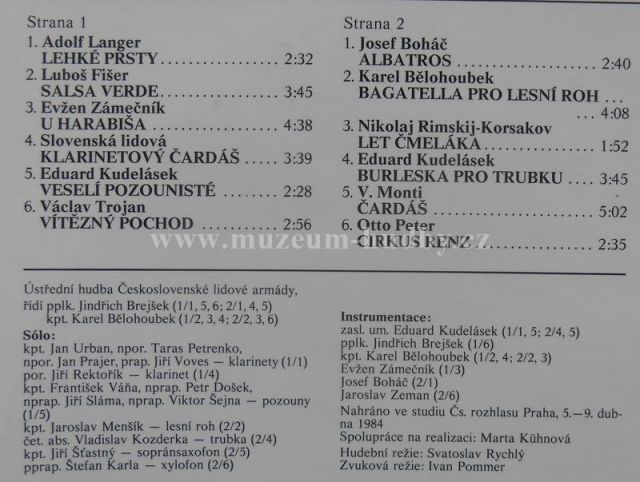 Strana 1
1. Adolf Langer
LEHKÉ PRSTY.................. 2:32
2. Luboš Fišer
SALSA VERDE.................. 3:45
3. Evžen Zámečník
U HARABIŠA.................... 4:38
4. Slovenská lidová
KLARINETOVÝ ČARDÁŠ...... 3:39
5. Eduard Kudelásek
VESELÍ POZOUNISTÉ ........ 2:28
6. Václav Trojan
VÍTĚZNÝ POCHOD ............ 2:56
Strana 2
1. Josef Boháč
ALBATROS...................... 2:40
2. Karel Bělohoubek
BAGATELLA PRO LESNÍ ROH ...
... 4:08
3. Nikolaj Rimskij-Korsakov
LET ČMELÁKA................. 1:52
4. Eduard Kudelásek
BURLESKA PRO TRUBKU .... 3:45
5. V. Monti
ČARDÁŠ.......................... 5:02
6. Otto Peter
CIRKUS RENZ.................. 2:35
www.muzeum-hudby.cz
Ústřední hudba Československé lidové armády,
řídí pplk. Jindřich Brejšek (1/1, 5, 6; 2/1, 4, 5)
kpt. Karel Bělohoubek (1/2, 3, 4; 2/2, 3, 6)
Sólo:
kpt. Jan Urban, npor. Taras Petrenko,
npor. Jan Prajer, prap. Jiří Voves — klarinety (1/1)
por. Jiří Rektořík — klarinet (1/4)
kpt. František Váňa, nprap. Petr Došek,
nprap. Jiří Sláma, nprap. Viktor Šejna — pozouny
(1/5)
kpt. Jaroslav Menšík — lesní roh (2/2)
čet. abs. Vladislav Kozderka — trubka (2/4)
kpt. Jiří Šťastný — sopránsaxofon (2/5)
pprap. Štefan Karla — xylofon (2/6)
Instrumentace:
zasl. um. Eduard Kudelásek (1/1, 5; 2/4, 5)
pplk. Jindřich Brejšek (1/6)
kpt. Karel Bělohoubek (1/2, 4; 2/2, 3)
Evžen Zámečník (1/3)
Josef Boháč (2/1)
Jaroslav Zeman (2/6)
Nahráno ve studiu Čs. rozhlasu Praha, 5.—9. dub-
na 1984
Spolupráce na realizaci: Marta Kühnová
Hudební režie: Svatoslav Rychlý
Zvuková režie: Ivan Pommer